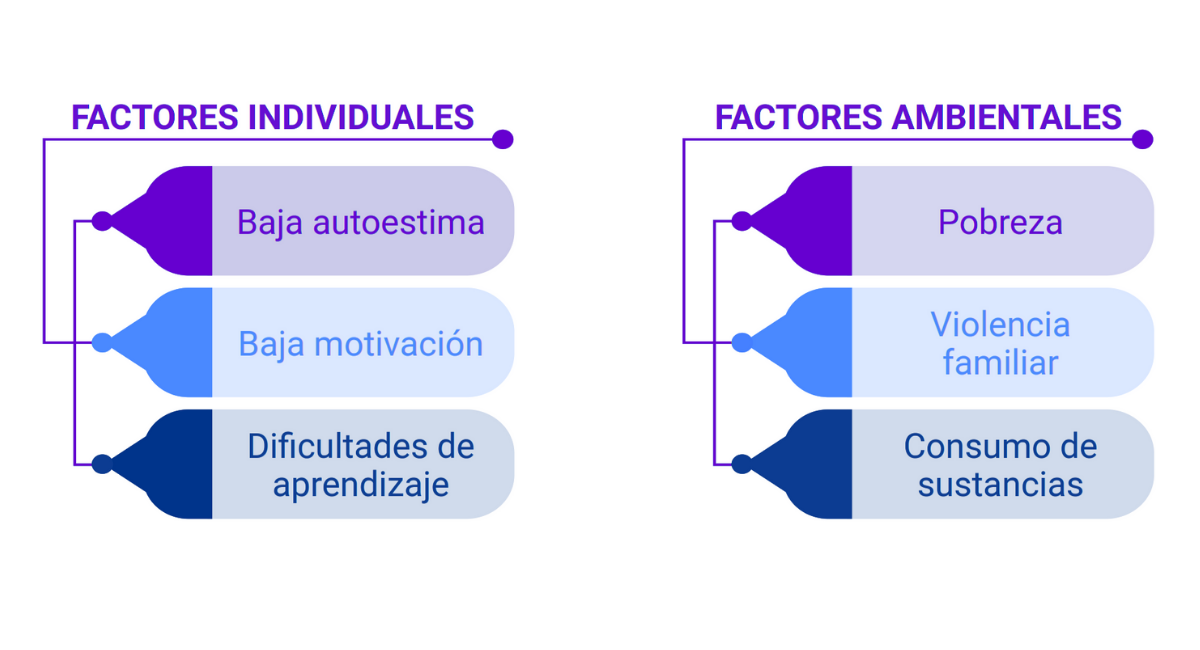 FACTORES INDIVIDUALES
Baja autoestima
Baja motivación
Dificultades de
aprendizaje
FACTORES AMBIENTALES
Pobreza
Violencia
familiar
Consumo de
sustancias